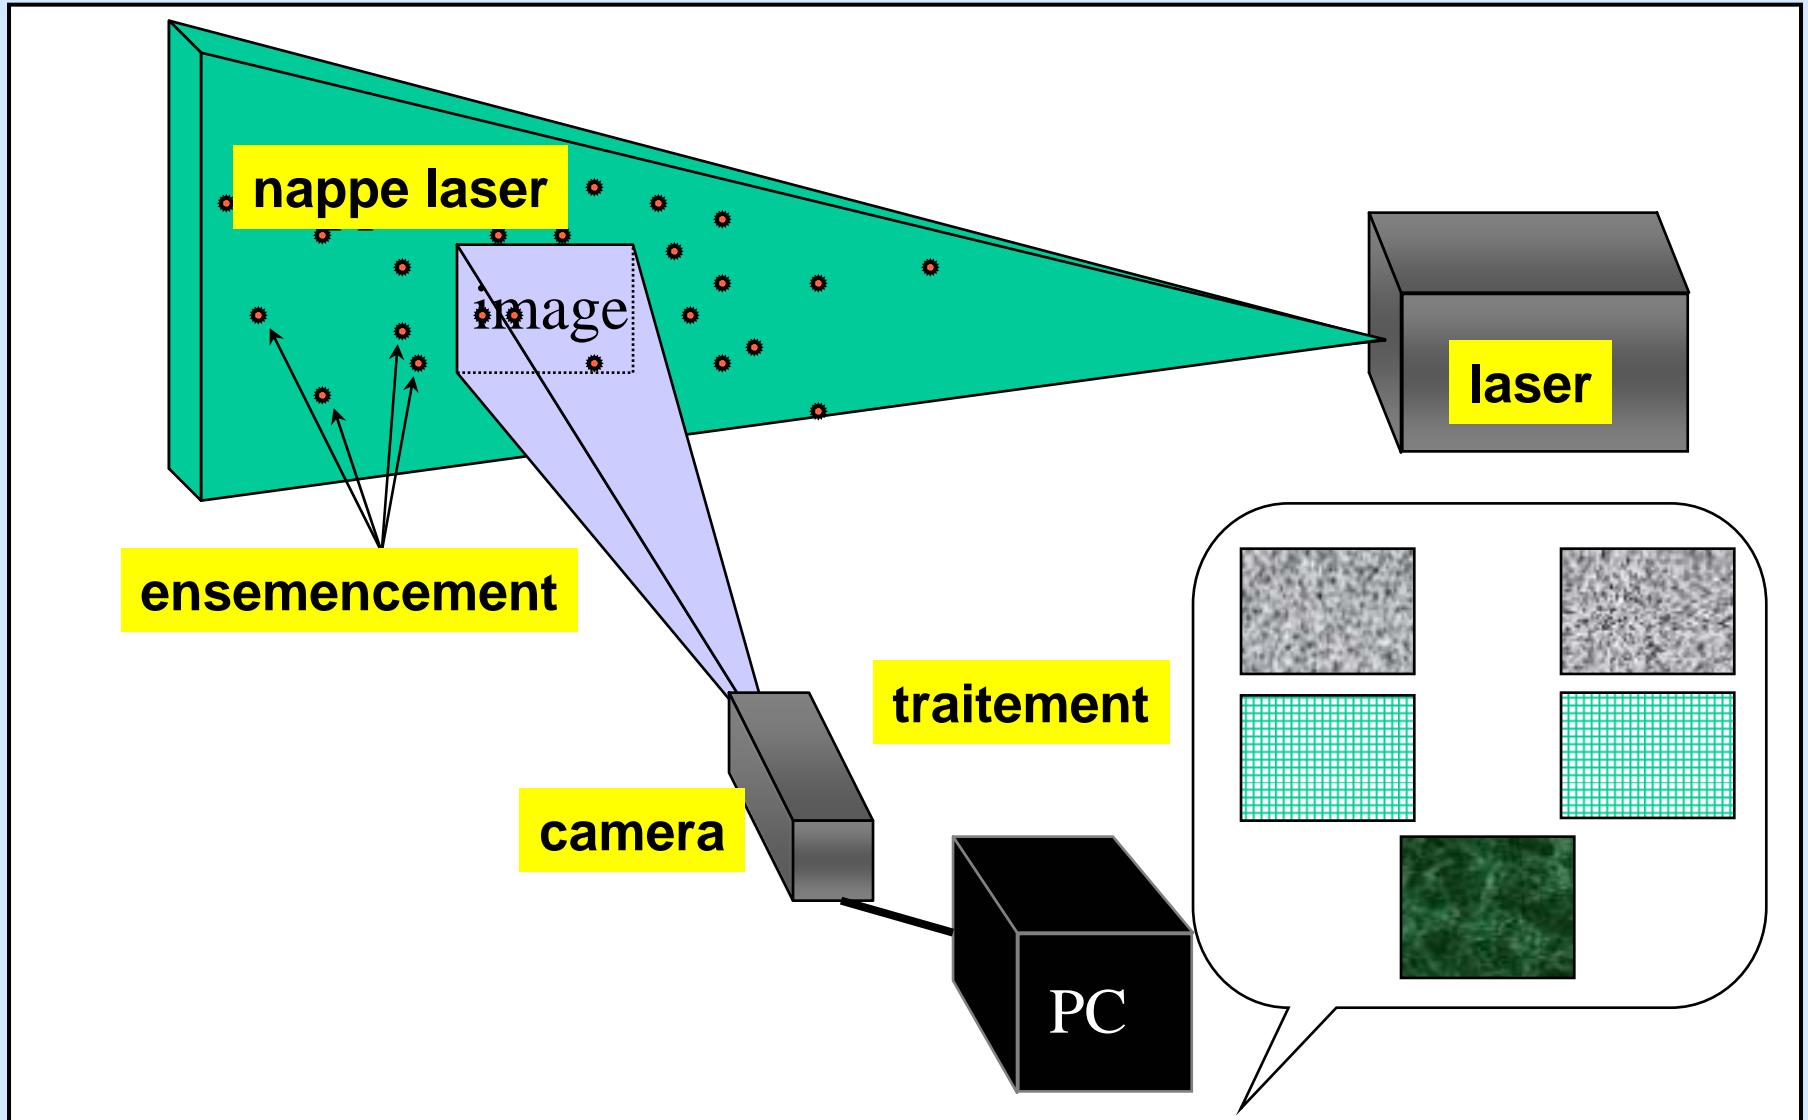 nappe laser
image
laser
ensemencement
traitement
camera
PC